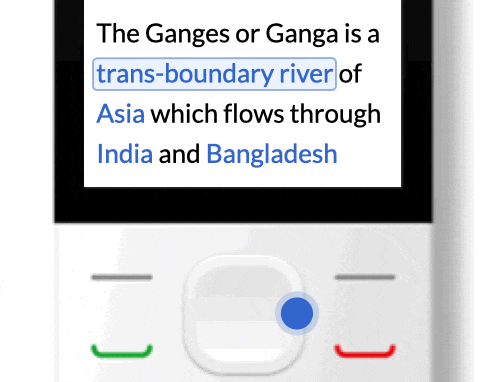 The Ganges or Ganga is a
trans-boundary river of
Asia which flows through
India and Bangladesh